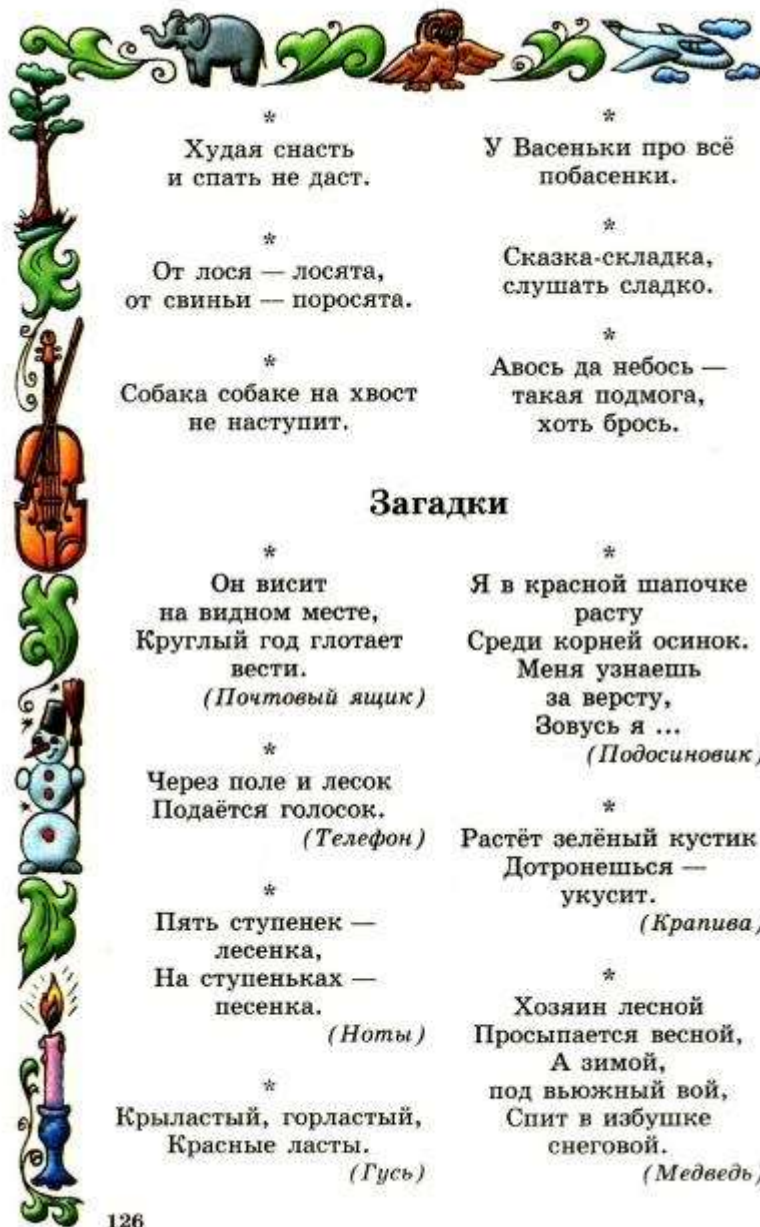 *
Худая снасть
и спать не даст.
*
От лося — лосята,
от свиньи — поросята.
*
Собака собаке на хвост
не наступит.
*
У Васеньки про всё
побасенки.
*
Сказка-складка,
слушать сладко.
*
Авось да небось —
такая подмога,
хоть брось.
Загадки
*
Он висит
на видном месте,
Круглый год глотает
вести.
(Почтовый ящик)
*
Через поле и лесок
Подаётся голосок.
(Телефон)
*
Пять ступенек —
лесенка,
На ступеньках —
песенка.
(Ноты)
*
Крыластый, горластый,
Красные ласты.
(Гусь)
*
Я в красной шапочке
расту
Среди корней осинок.
Меня узнаешь
за версту,
Зовусь я ...
(Подосиновик)
*
Растёт зелёный кустик
Дотронешься —
укусит.
(Крапива)
*
Хозяин лесной
Просыпается весной,
А зимой,
под вьюжный вой,
Спит в избушке
снеговой.
(Медведь)
126